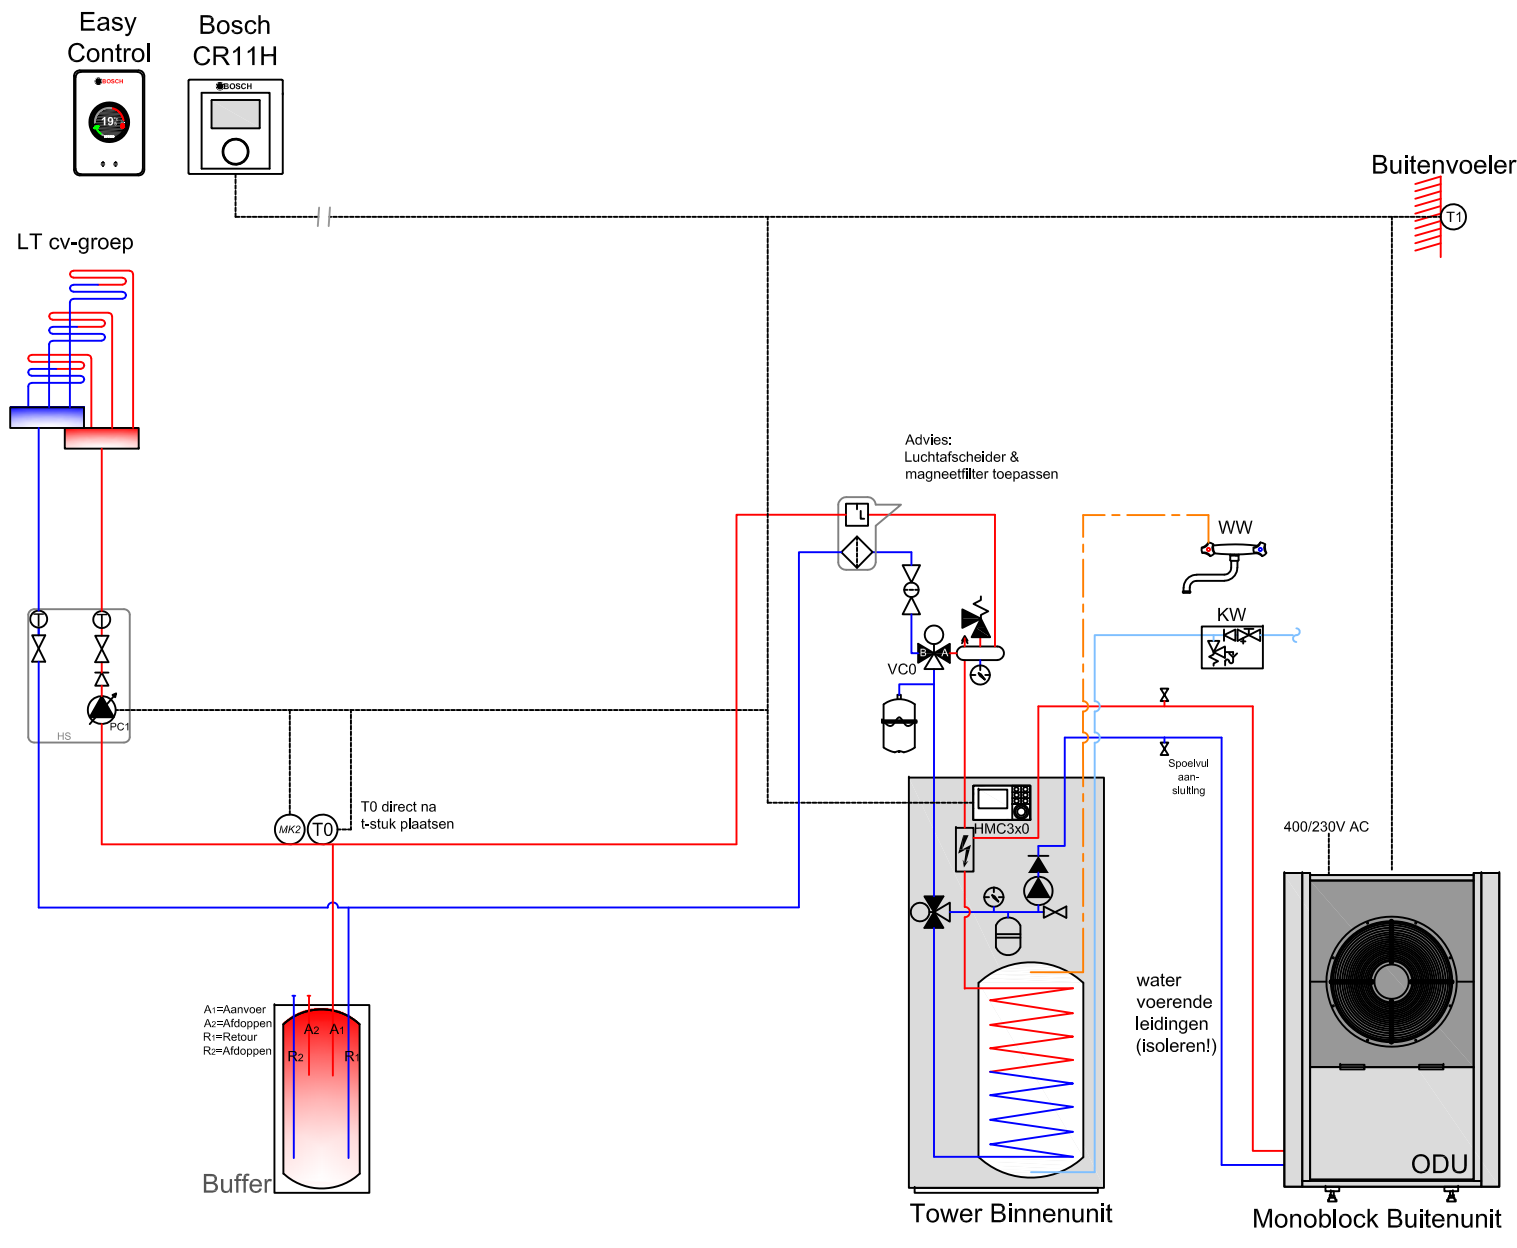 Easy
Control
BOSCH
19
Bosch
CR11H
BOSCH
Buitenvoeler
T1
LT cv-groep
Advies:
Luchtafscheider &
magneetfilter toepassen
L
WW
KW
B
A
VC0
T
T
PC1
HS
Spoelvul
aan-
sluiting
MK2
T0
T0 direct na
t-stuk plaatsen
HMC3x0
400/230V AC
A1=Aanvoer
A2=Afdoppen
R1=Retour
R2=Afdoppen
A2
A1
R2
R1
water
voerende
leidingen
(isoleren!)
ODU
Buffer
Tower Binnenunit
Monoblock Buitenunit